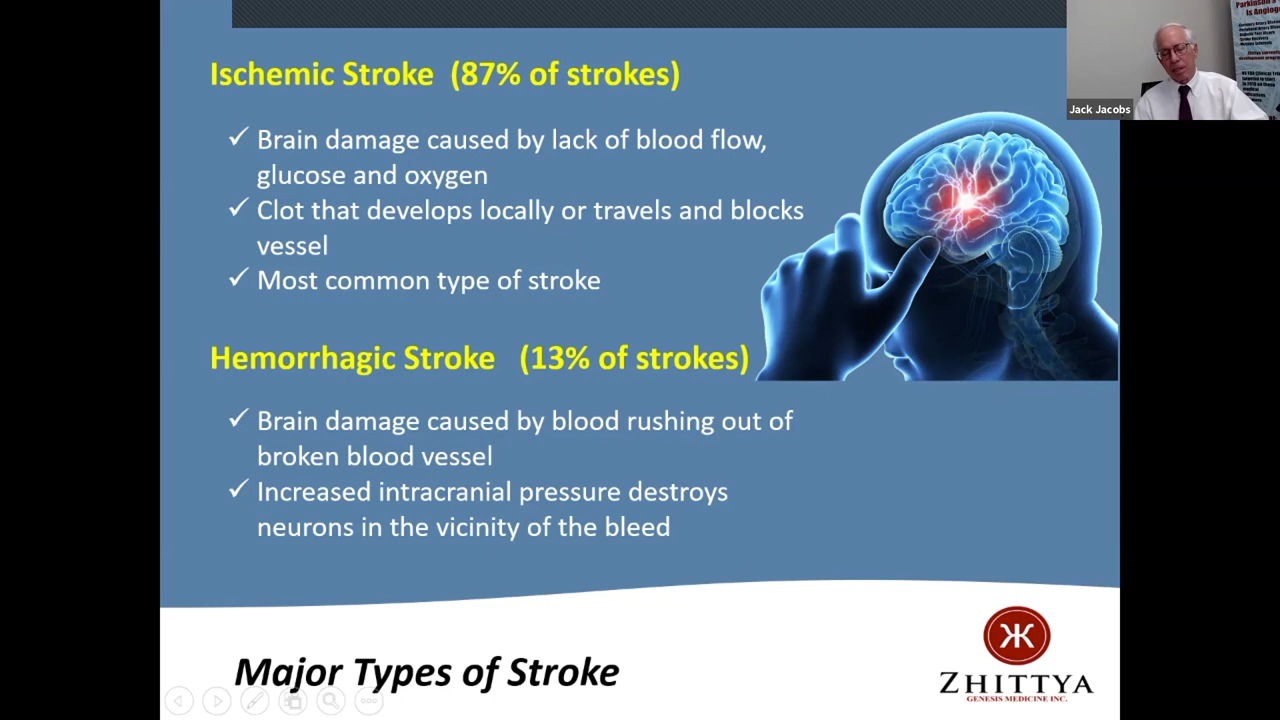 Ischemic Stroke (87% of strokes)
✓ Brain damage caused by lack of blood flow,
glucose and oxygen
✓ Clot that develops locally or travels and blocks
vessel
✓ Most common type of stroke
Hemorrhagic Stroke (13% of strokes)
✓ Brain damage caused by blood rushing out of
broken blood vessel
✓ Increased intracranial pressure destroys
neurons in the vicinity of the bleed
Major Types of Stroke
ZHITTYA
GENESIS MEDICINE INC.
Jack Jacobs
Parkinson's
Is Angioge